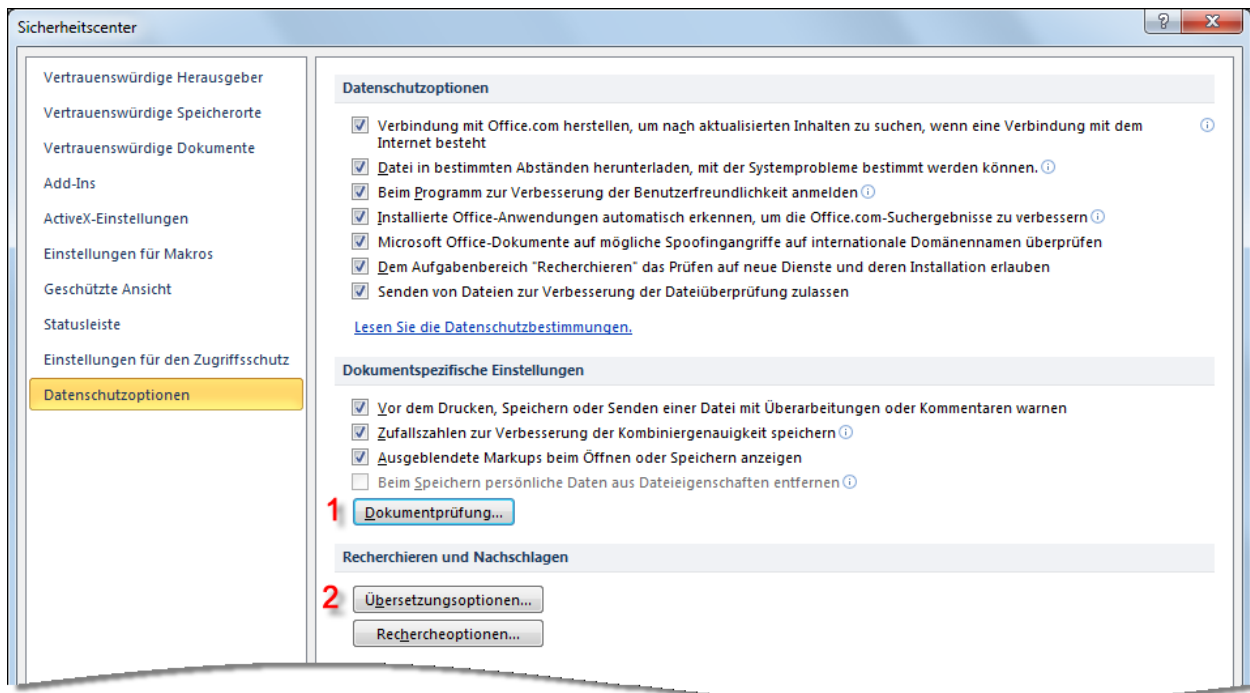 Sicherheitscenter
Vertrauenswürdige Herausgeber
Vertrauenswürdige Speicherorte
Vertrauenswürdige Dokumente
Add-Ins
ActiveX-Einstellungen
Einstellungen für Makros
Geschützte Ansicht
Statusleiste
Einstellungen für den Zugriffsschutz
Datenschutzoptionen
Datenschutzoptionen
Verbindung mit Office.com herstellen, um nach aktualisierten Inhalten zu suchen, wenn eine Verbindung mit dem
Internet besteht
Datei in bestimmten Abständen herunterladen, mit der Systemprobleme bestimmt werden können.
Beim Programm zur Verbesserung der Benutzerfreundlichkeit anmelden
Installierte Office-Anwendungen automatisch erkennen, um die Office.com-Suchergebnisse zu verbessern
Microsoft Office-Dokumente auf mögliche Spoofingangriffe auf internationale Domänennamen überprüfen
Dem Aufgabenbereich "Recherchieren" das Prüfen auf neue Dienste und deren Installation erlauben
Senden von Dateien zur Verbesserung der Dateiüberprüfung zulassen
Lesen Sie die Datenschutzbestimmungen.
Dokumentspezifische Einstellungen
Vor dem Drucken, Speichern oder Senden einer Datei mit Überarbeitungen oder Kommentaren warnen
Zufallszahlen zur Verbesserung der Kombiniergenauigkeit speichern
Ausgeblendete Markups beim Öffnen oder Speichern anzeigen
Beim Speichern persönliche Daten aus Dateieigenschaften entfernen
1 Dokumentprüfung...
Recherchieren und Nachschlagen
2 Übersetzungsoptionen...
Rechercheoptionen...